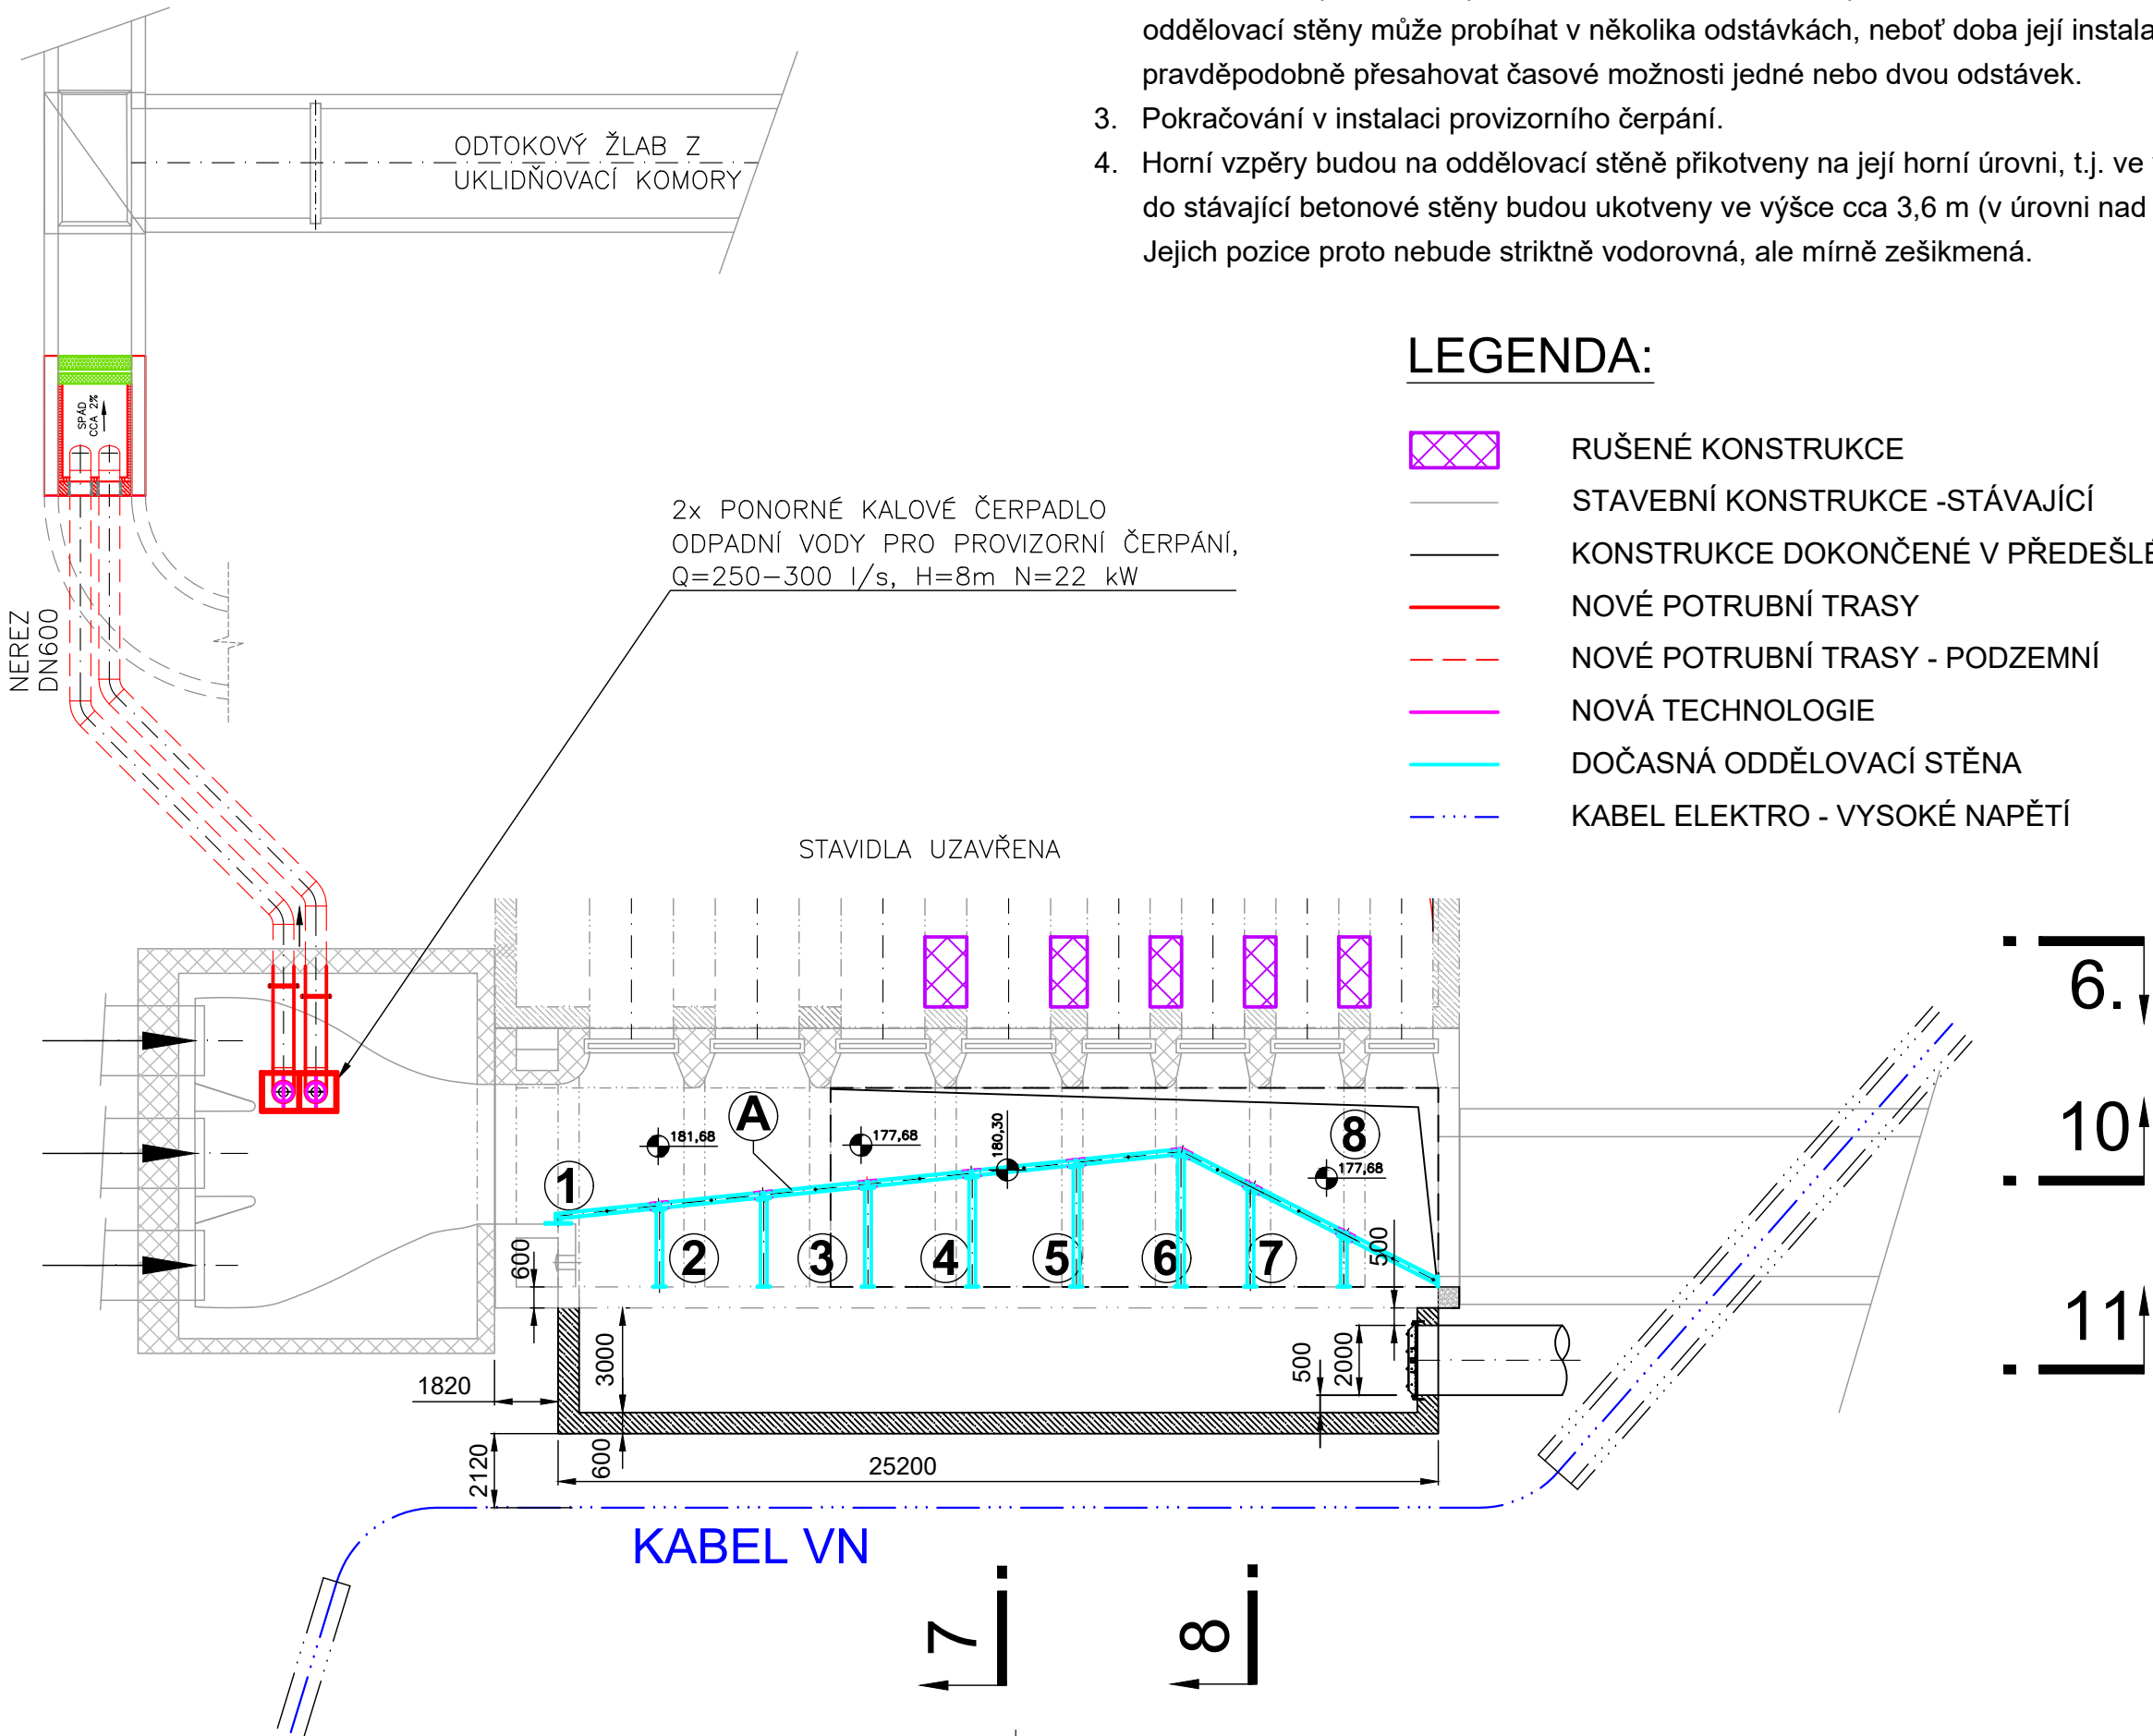 oddělovací stěny může probíhat v několika odstávkách, neboť doba její instala
pravděpodobně přesahovat časové možnosti jedné nebo dvou odstávek.
3. Pokračování v instalaci provizorního čerpání.
4. Horní vzpěry budou na oddělovací stěně přikotveny na její horní úrovni, t.j. ve
do stávající betonové stěny budou ukotveny ve výšce cca 3,6 m (v úrovni nad
Jejich pozice proto nebude striktně vodorovná, ale mírně zešikmená.
ODTOKOVÝ ŽLAB Z
UKLIDŇOVACÍ KOMORY
LEGENDA:
RUŠENÉ KONSTRUKCE
STAVEBNÍ KONSTRUKCE -STÁVAJÍCÍ
KONSTRUKCE DOKONČENÉ V PŘEDEŠLÉ
NOVÉ POTRUBNÍ TRASY
NOVÉ POTRUBNÍ TRASY - PODZEMNÍ
NOVÁ TECHNOLOGIE
DOČASNÁ ODDĚLOVACÍ STĚNA
KABEL ELEKTRO - VYSOKÉ NAPĚTÍ
SPÁD
CCA 2%
2x PONORNÉ KALOVÉ ČERPADLO
ODPADNÍ VODY PRO PROVIZORNÍ ČERPÁNÍ,
Q=250-300 l/s, H=8m N=22 kW
NEREZ
DN600
STAVIDLA UZAVŘENA
6.
10
11
A
181,68
177,68
180,30
8
177,68
1
2
3
4
5
6
7
600
500
3000
500
2000
1820
2120
600
25200
KABEL VN
7
8